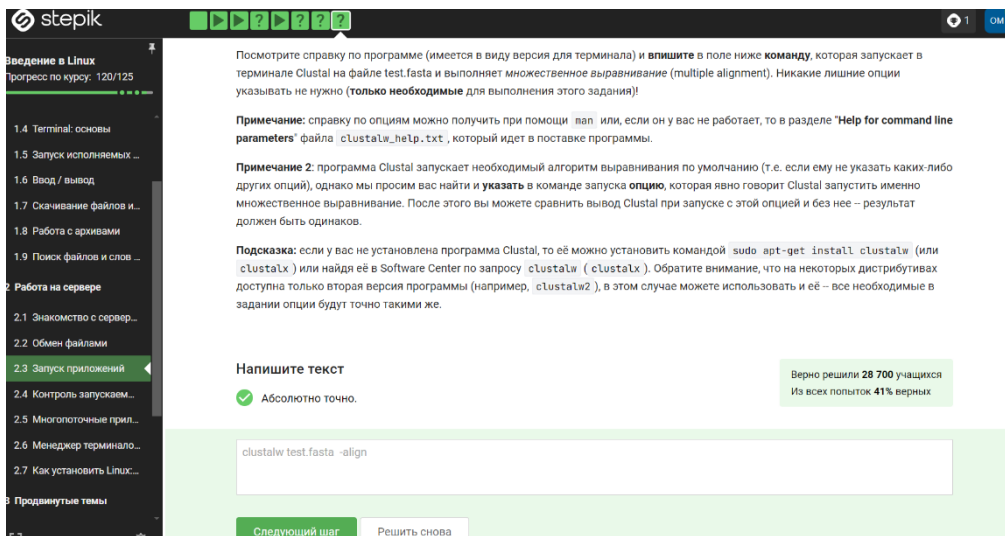 stepik
1
ОМ
Введение в Linux
Прогресс по курсу: 120/125
1.4 Terminal: основы
1.5 Запуск исполняемых ...
1.6 Ввод / вывод
1.7 Скачивание файлов и...
1.8 Работа с архивами
1.9 Поиск файлов и слов ...
2 Работа на сервере
2.1 Знакомство с сервер...
2.2 Обмен файлами
2.3 Запуск приложений
2.4 Контроль запускаем...
2.5 Многопоточные прил...
2.6 Менеджер терминало...
2.7 Как установить Linux:...
3 Продвинутые темы
Посмотрите справку по программе (имеется в виду версия для терминала) и впишите в поле ниже команду, которая запускает в
терминале Clustal на файле test.fasta и выполняет множественное выравнивание (multiple alignment). Никакие лишние опции
указывать не нужно (только необходимые для выполнения этого задания)!
Примечание: справку по опциям можно получить при помощи man или, если он у вас не работает, то в разделе "Help for command line
parameters" файла clustalw_help.txt , который идет в поставке программы.
Примечание 2: программа Clustal запускает необходимый алгоритм выравнивания по умолчанию (т.е. если ему не указать каких-либо
других опций), однако мы просим вас найти и указать в команде запуска опцию, которая явно говорит Clustal запустить именно
множественное выравнивание. После этого вы можете сравнить вывод Clustal при запуске с этой опцией и без нее – результат
должен быть одинаков.
Подсказка: если у вас не установлена программа Clustal, то её можно установить командой sudo apt-get install clustalw (или
clustalx ) или найдя её в Software Center по запросу clustalw ( clustalx ). Обратите внимание, что на некоторых дистрибутивах
доступна только вторая версия программы (например, clustalw2 ), в этом случае можете использовать и её – все необходимые в
задании опции будут точно такими же.
Напишите текст
Абсолютно точно.
Верно решили 28 700 учащихся
Из всех попыток 41% верных
clustalw test.fasta -align
Следующий шаг
Решить снова